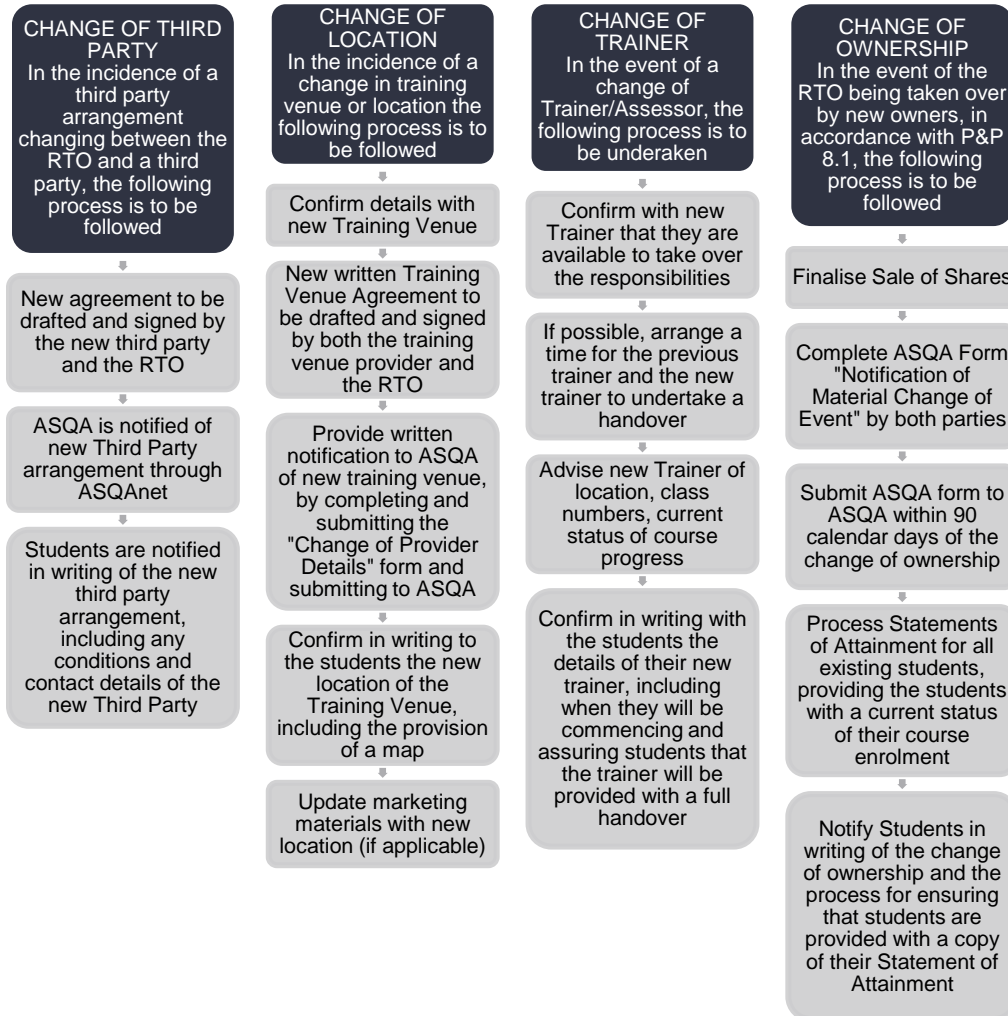 CHANGE OF THIRD
PARTY
In the incidence of a
third party
arrangement
changing between the
RTO and a third
party, the following
process is to be
followed
New agreement to be
drafted and signed by
the new third party
and the RTO
ASQA is notified of
new Third Party
arrangement through
ASQAnet
Students are notified
in writing of the new
third party
arrangement,
including any
conditions and
contact details of the
new Third Party
CHANGE OF
LOCATION
In the incidence of a
change in training
venue or location the
following process is to
be followed
Confirm details with
new Training Venue
New written Training
Venue Agreement to
be drafted and signed
by both the training
venue provider and
the RTO
Provide written
notification to ASQA
of new training venue,
by completing and
submitting the
"Change of Provider
Details" form and
submitting to ASQA
Confirm in writing to
the students the new
location of the
Training Venue,
including the provision
of a map
Update marketing
materials with new
location (if applicable)
CHANGE OF
TRAINER
In the event of a
change of
Trainer/Assessor, the
following process is to
be underaken
Confirm with new
Trainer that they are
available to take over
the responsibilities
If possible, arrange a
time for the previous
trainer and the new
trainer to undertake a
handover
Advise new Trainer of
location, class
numbers, current
status of course
progress
Confirm in writing with
the students the
details of their new
trainer, including
when they will be
commencing and
assuring students that
the trainer will be
provided with a full
handover
CHANGE OF
OWNERSHIP
In the event of the
RTO being taken over
by new owners, in
accordance with P&P
8.1, the following
process is to be
followed
Finalise Sale of Shares
Complete ASQA Form
"Notification of
Material Change of
Event" by both parties
Submit ASQA form to
ASQA within 90
calendar days of the
change of ownership
Process Statements
of Attainment for all
existing students,
providing the students
with a current status
of their course
enrolment
Notify Students in
writing of the change
of ownership and the
process for ensuring
that students are
provided with a copy
of their Statement of
Attainment